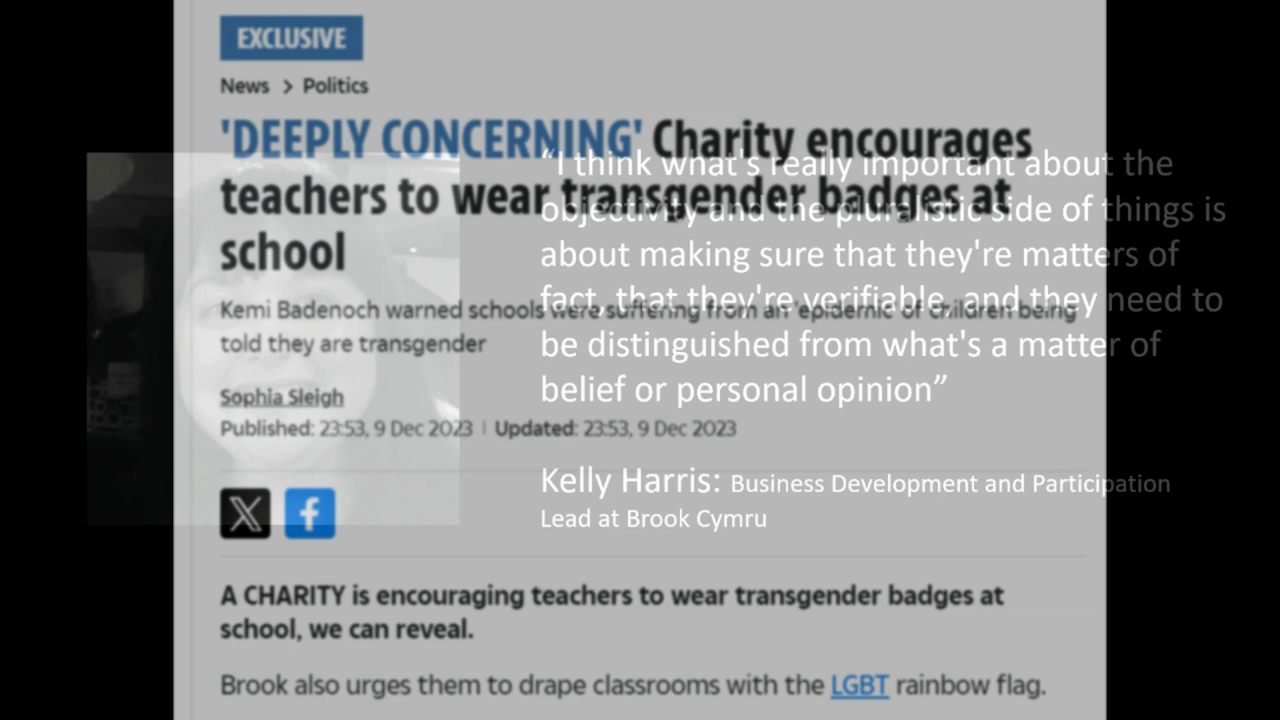 EXCLUSIVE
News > Politics
'DEEPLY CONCERNING' Charity encourages
teachers to wear transgender badges at
school
Kemi Badenoch warned schools were suffering from an 'epidemic' of children being
told they are transgender
Sophia Sleigh
Published: 23:53, 9 Dec 2023 | Updated: 23:53, 9 Dec 2023
A CHARITY is encouraging teachers to wear transgender badges at
school, we can reveal.
Brook also urges them to drape classrooms with the LGBT rainbow flag.
“I think what's really important about the
objectivity and the pluralistic side of things is
about making sure that they're matters of
fact, that they're verifiable, and they need to
be distinguished from what's a matter of
belief or personal opinion”
Kelly Harris: Business Development and Participation
Lead at Brook Cymru